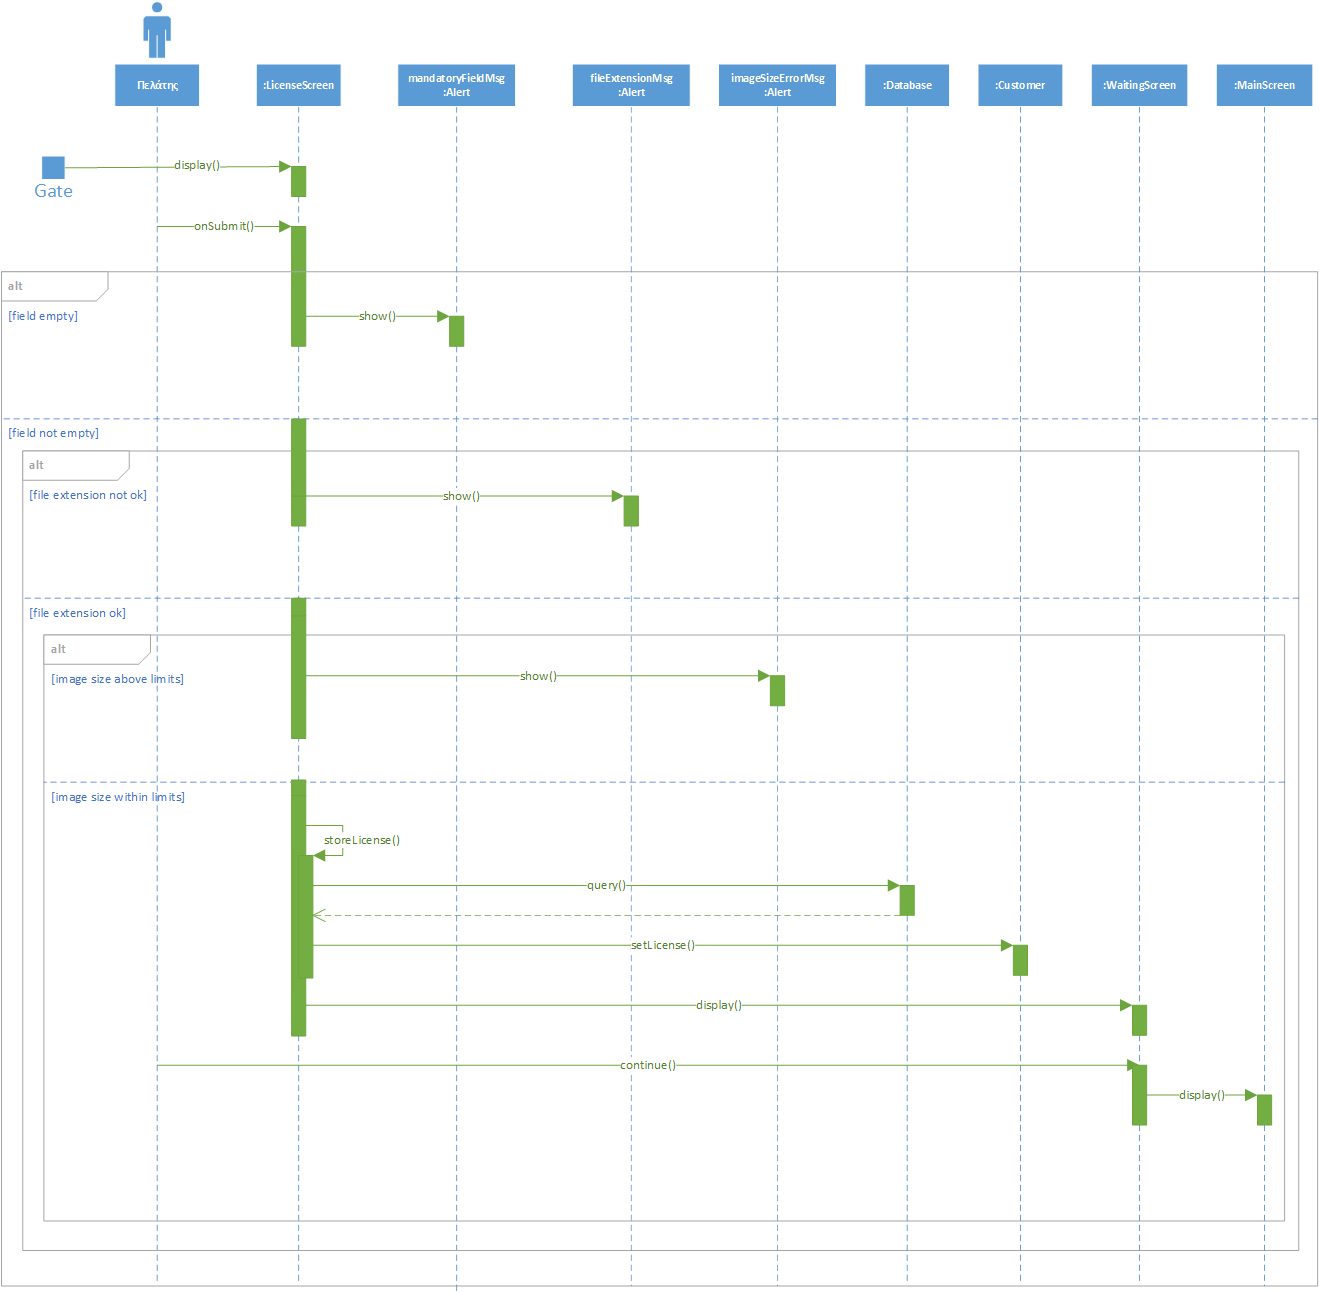 Πελάτης
:LicenseScreen
mandatoryFieldMsg
:Alert
fileExtensionMsg
:Alert
imageSizeErrorMsg
:Alert
:Database
:Customer
:WaitingScreen
:MainScreen
display()
Gate
onSubmit()
alt
[field empty]
show()
[field not empty]
alt
[file extension not ok]
show()
[file extension ok]
alt
[image size above limits]
show()
[image size within limits]
storeLicense()
query()
setLicense()
display()
continue()
display()